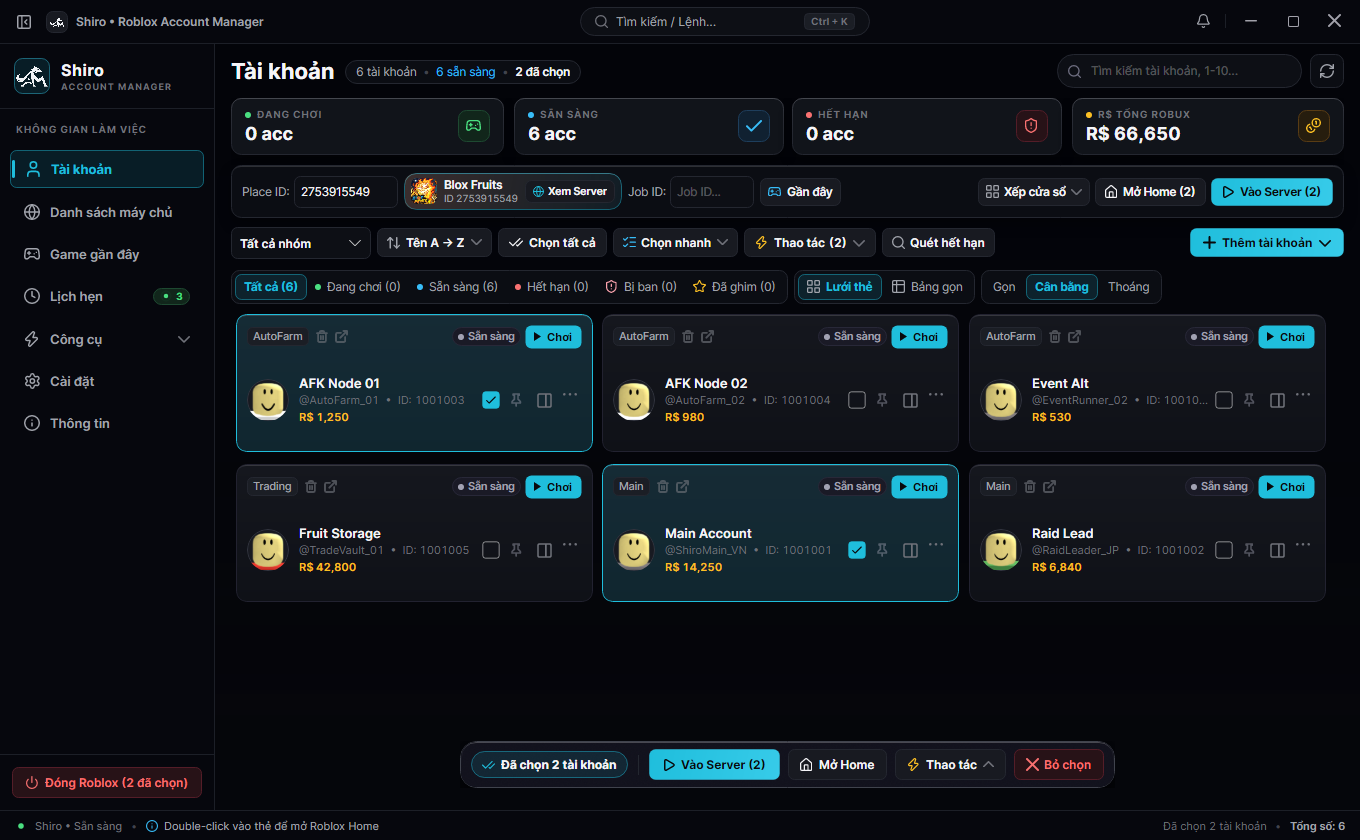 Shiro • Roblox Account Manager
Tìm kiếm / Lệnh... Ctrl + K
Shiro
ACCOUNT MANAGER
KHÔNG GIAN LÀM VIỆC
Tài khoản
Danh sách máy chủ
Game gần đây
Lịch hẹn • 3
Công cụ
Cài đặt
Thông tin
Đóng Roblox (2 đã chọn)
Tài khoản 6 tài khoản • 6 sẵn sàng • 2 đã chọn
Tìm kiếm tài khoản, 1-10...
ĐANG CHƠI
0 acc
SẴN SÀNG
6 acc
HẾT HẠN
0 acc
R$ TỔNG ROBUX
R$ 66,650
Place ID: 2753915549
Blox Fruits
ID 2753915549
Xem Server
Job ID: Job ID...
Gần đây
Xếp cửa sổ
Mở Home (2)
Vào Server (2)
Tất cả nhóm
Tên A → Z
Chọn tất cả
Chọn nhanh
Thao tác (2)
Quét hết hạn
Thêm tài khoản
Tất cả (6) • Đang chơi (0) • Sẵn sàng (6) • Hết hạn (0) Bị ban (0) Đã ghim (0)
Lưới thẻ Bảng gọn
Gọn Cân bằng Thoáng
AutoFarm • Sẵn sàng Chơi
AFK Node 01
@AutoFarm_01 • ID: 1001003
R$ 1,250
AutoFarm • Sẵn sàng Chơi
AFK Node 02
@AutoFarm_02 • ID: 1001004
R$ 980
AutoFarm • Sẵn sàng Chơi
Event Alt
@EventRunner_02 • ID: 10010...
R$ 530
Trading • Sẵn sàng Chơi
Fruit Storage
@TradeVault_01 • ID: 1001005
R$ 42,800
Main • Sẵn sàng Chơi
Main Account
@ShiroMain_VN • ID: 1001001
R$ 14,250
Main • Sẵn sàng Chơi
Raid Lead
@RaidLeader_JP • ID: 1001002
R$ 6,840
Đã chọn 2 tài khoản
Vào Server (2)
Mở Home
Thao tác
Bỏ chọn
Shiro • Sẵn sàng • Double-click vào thẻ để mở Roblox Home
Đã chọn 2 tài khoản • Tổng số: 6